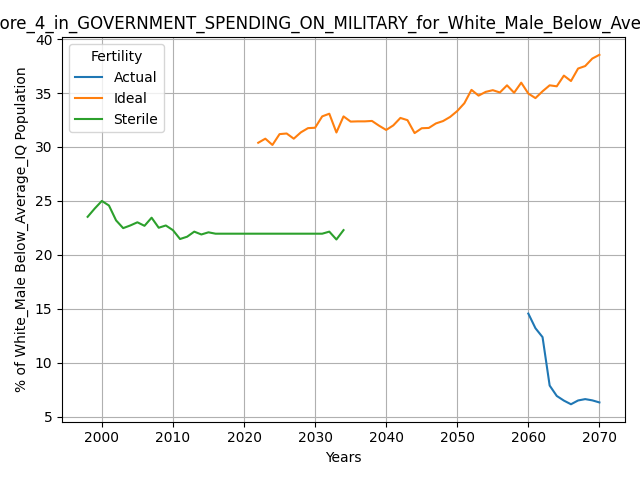 ore_4_in_GOVERNMENT_SPENDING_ON_MILITARY_for_White_Male_Below_Ave
% of White_Male Below_Average_IQ Population
40
35
30
25
20
15
10
5
Fertility
Actual
Ideal
Sterile
2000 2010 2020 2030 2040 2050 2060 2070
Years